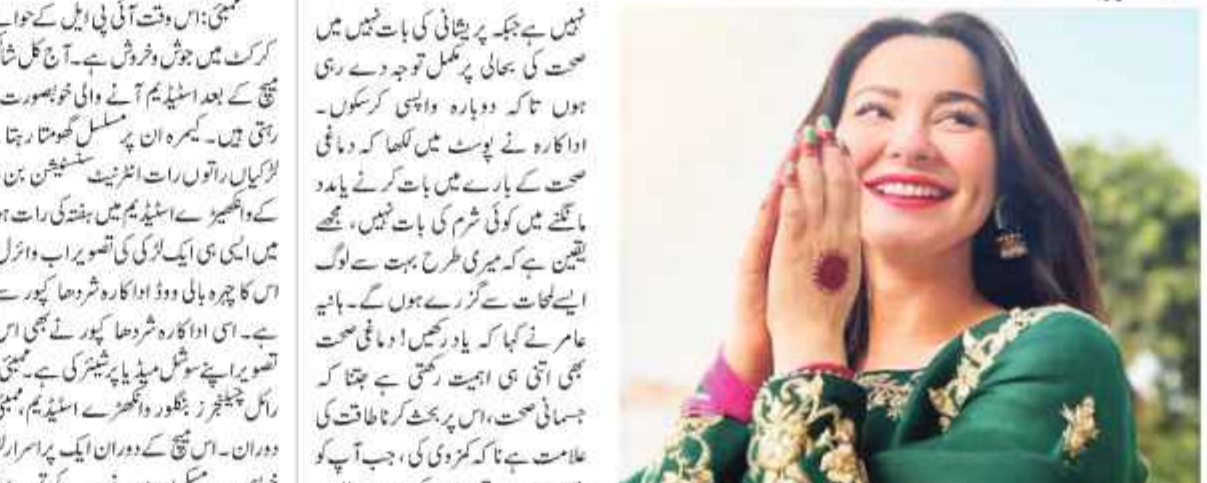 نہیں ہے جبکہ پریشانی کی بات نہیں میں
صحت کی بحالی پر مکمل توجہ دے رہی
ہوں تاکہ دوبارہ واپسی کرسکوں۔
اداکارہ نے پوسٹ میں لکھا کہ دماغی
صحت کے بارے میں بات کرنے یا مدد
مانگنے میں کوئی شرم کی بات نہیں، مجھے
یقین ہے کہ میری طرح بہت سے لوگ
ایسے لمحات سے گزر رہے ہوں گے۔ ہانیہ
عامر نے کہا کہ یاد رکھیں! دماغی صحت
بھی اتنی ہی اہمیت رکھتی ہے جتنا کہ
جسمانی صحت، اس پر بحث کرنا طاقت کی
علامت ہے نا کہ کمزوری کی، جب آپ کو
ممبئی: اس وقت آئی پی ایل کے حوالے
کرکٹ میں جوش وخروش ہے۔ آج کل
میچ کے بعد اسٹیڈیم آنے والی خوبصورت
رہتی ہیں۔ کیمرہ ان پر مسلسل گھومتا رہتا
لڑکیاں راتوں رات انٹرنیٹ سنسیشن بن
کے وانکھیڑے اسٹیڈیم میں ہفتہ کی رات
میں ایسی ہی ایک لڑکی کی تصویر اب وائرل
اس کا چہرہ بالی ووڈ اداکارہ شردھا کپور سے
ہے۔ اسی اداکارہ شردھا کپور نے بھی اس
تصویر اپنے سوشل میڈیا پر شیئر کی ہے۔ ممبئی
رائل چیلنجرز بنگلور وانکھڑے اسٹیڈیم، ممبئی
دوران۔ اس میچ کے دوران ایک پراسرار